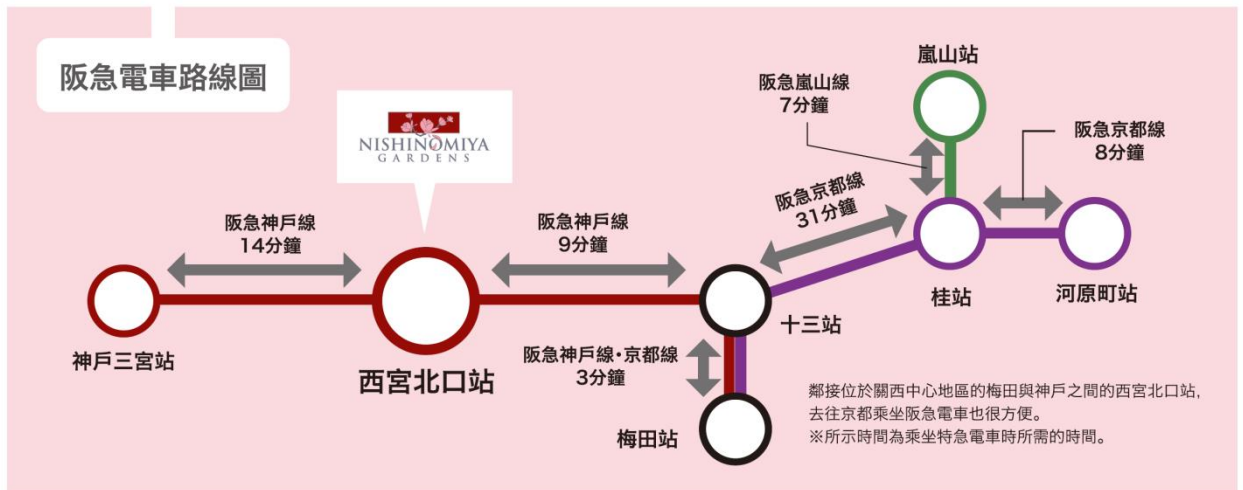 阪急電車路線圖
NISHINOMIYA
GARDENS
阪急神戶線
14分鐘
阪急神戶線
9分鐘
阪急京都線
31分鐘
阪急嵐山線
7分鐘
嵐山站
阪急京都線
8分鐘
神戶三宮站
西宮北口站
十三站
桂站
河原町站
阪急神戶線･京都線
3分鐘
梅田站
鄰接位於關西中心地區的梅田與神戶之間的西宮北口站,
去往京都乘坐阪急電車也很方便。
※所示時間為乘坐特急電車時所需的時間。